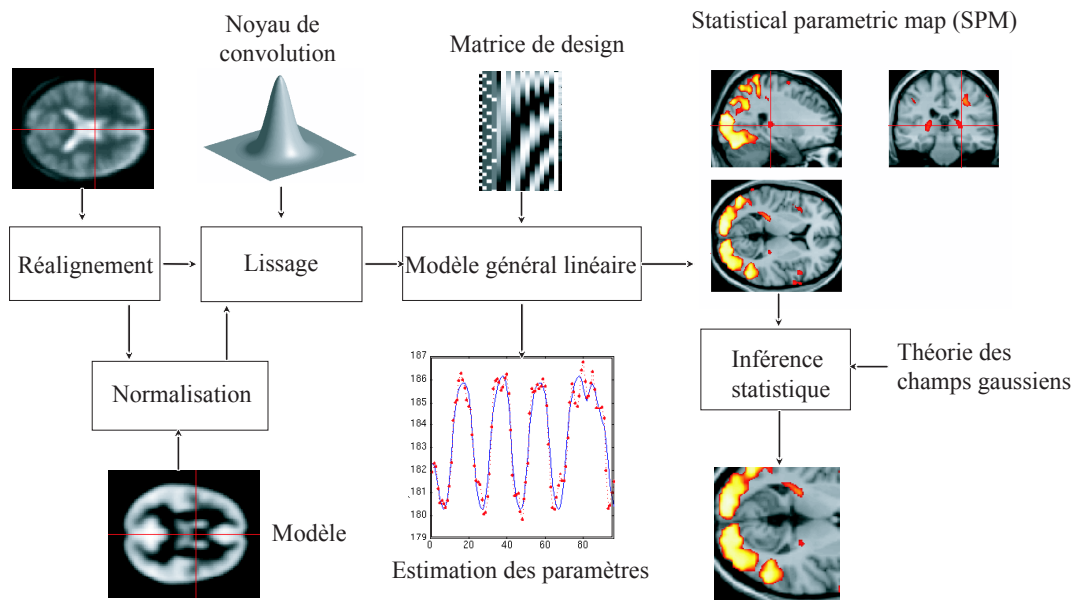 Noyau de
convolution
Matrice de design
Statistical parametric map (SPM)
Réalignement
Lissage
Modèle général linéaire
Normalisation
Modèle
187
186
185
184
183
182
181
180
179
0
20
40
60
80
Estimation des paramètres
Inférence
statistique
Théorie des
champs gaussiens